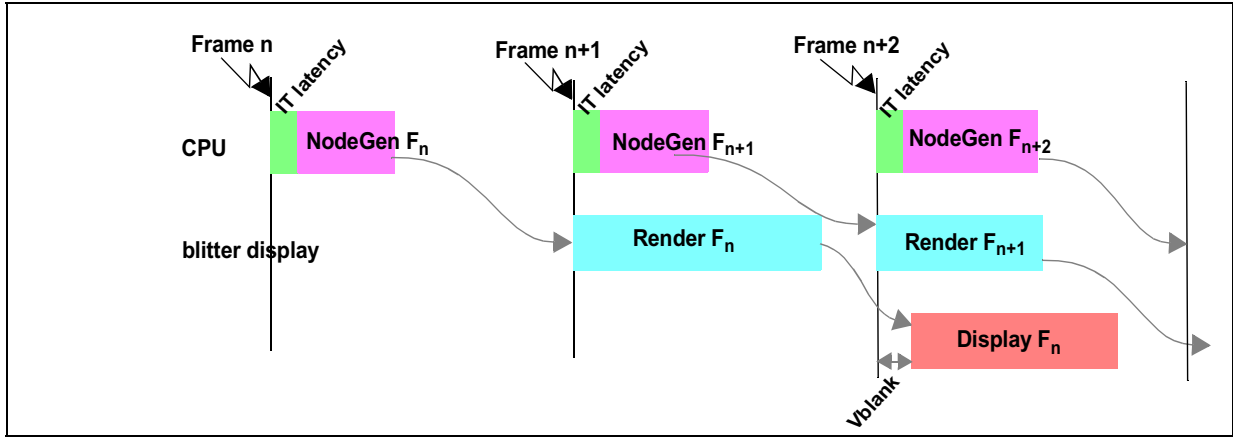 Frame n
IT latency
Frame n+1
IT latency
Frame n+2
IT latency
CPU
NodeGen Fn
NodeGen Fn+1
NodeGen Fn+2
blitter display
Render Fn
Render Fn+1
Display Fn
Vblank